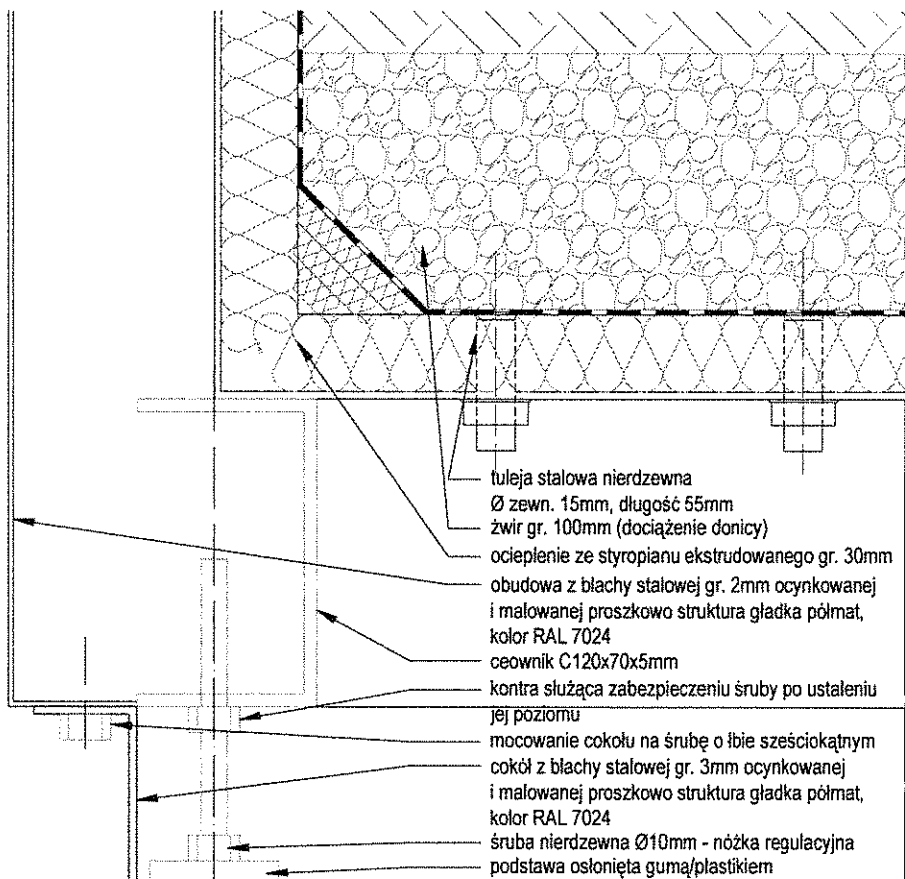 tuleja stalowa nierdzewna
Ø zewn. 15mm, długość 55mm
żwir gr. 100mm (dociążenie donicy)
ocieplenie ze styropianu ekstrudowanego gr. 30mm
obudowa z blachy stalowej gr. 2mm ocynkowanej
i malowanej proszkowo struktura gładka półmat,
kolor RAL 7024
ceownik C120x70x5mm
kontra służąca zabezpieczeniu śruby po ustaleniu
jej poziomu
mocowanie cokołu na śrubę o łbie sześciokątnym
cokół z blachy stalowej gr. 3mm ocynkowanej
i malowanej proszkowo struktura gładka półmat,
kolor RAL 7024
śruba nierdzewna Ø10mm - nóżka regulacyjna
podstawa osłonięta gumą/plastikiem